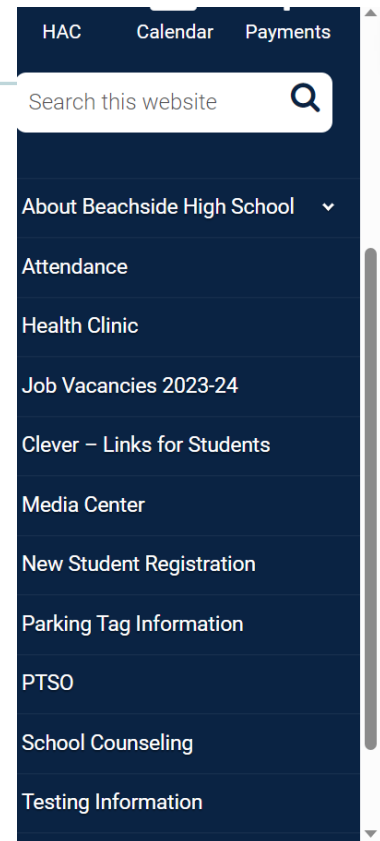 HAC Calendar Payments
Search this website
About Beachside High School
Attendance
Health Clinic
Job Vacancies 2023-24
Clever – Links for Students
Media Center
New Student Registration
Parking Tag Information
PTSO
School Counseling
Testing Information